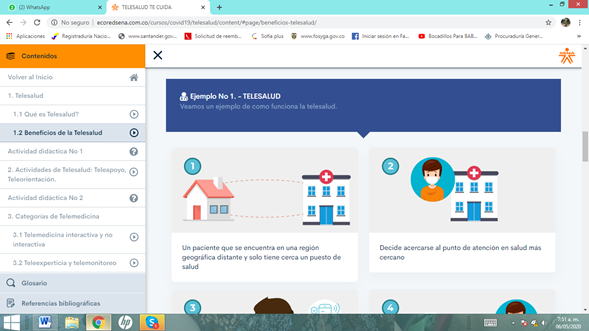 (2) WhatsApp
TELESALUD TE CUIDA
No seguro | ecoredsena.com.co/cursos/covid19/telesalud/content/#page/beneficios-telesalud/
Aplicaciones
Registraduría Nacio...
www.santander.gov...
Solicitud de reemb...
Sofia plus
www.fosyga.gov.co
Iniciar sesión en Fa...
Bocadillos Para BAB...
Procuraduría Gener...
Contenidos
Volver al Inicio
1. Telesalud
1.1 Qué es Telesalud?
1.2 Beneficios de la Telesalud
Actividad didáctica No 1
2. Actividades de Telesalud: Teleapoyo,
Teleorientación.
Actividad didáctica No 2
3. Categorías de Telemedicina
3.1 Telemedicina interactiva y no
interactiva
3.2 Teleexperticia y telemonitoreo
Glosario
Referencias bibliográficas
Ejemplo No 1. - TELESALUD
Veamos un ejemplo de como funciona la telesalud.
1
Un paciente que se encuentra en una región
geográfica distante y solo tiene cerca un puesto de
salud
2
Decide acercarse al punto de atención en salud más
cercano
3
4
7:51 a. m.
06/05/2020